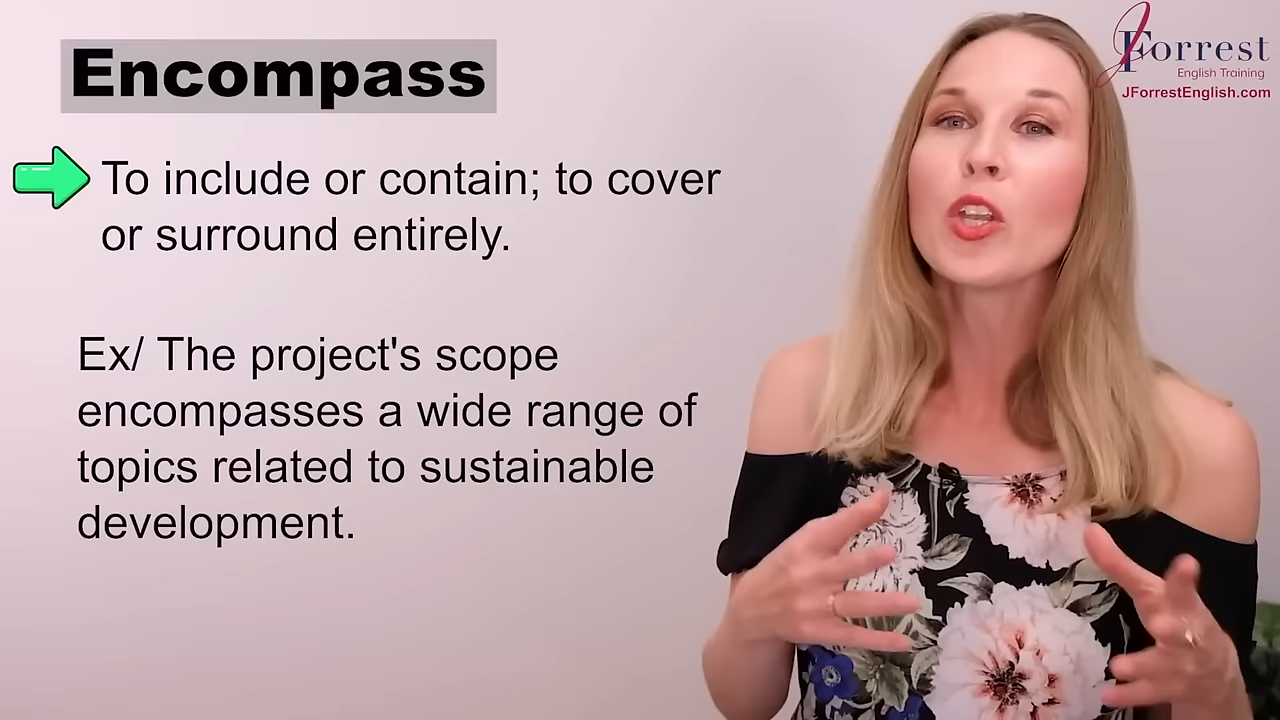 Encompass
To include or contain; to cover
or surround entirely.
Ex/ The project's scope
encompasses a wide range of
topics related to sustainable
development.
JForrest
English Training
JForrestEnglish.com